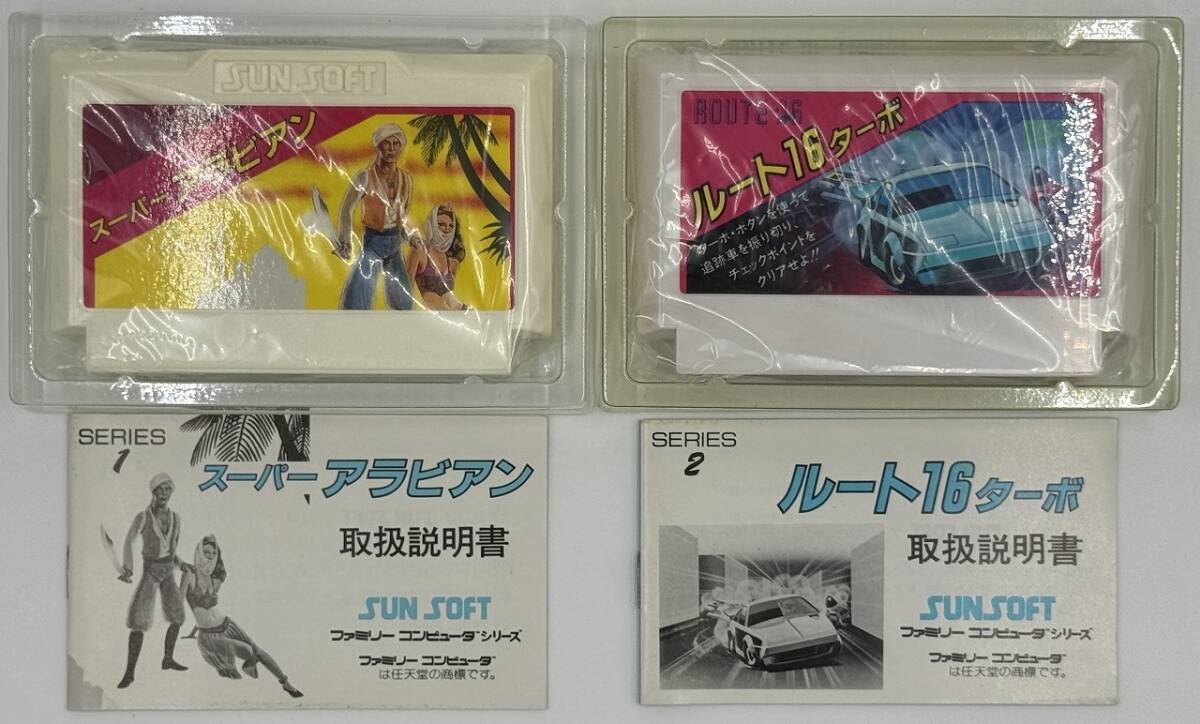 SUN SOFT
スーパーアラビアン
ROUTE 16
ルート16ターボ
ターボ・ボタンを使って
追跡車を振り切り、
チェックポイントを
クリアせよ!!
SERIES
1
スーパーアラビアン
取扱説明書
SUN SOFT
ファミリー コンピュータ™シリーズ
ファミリー コンピュータ™
は任天堂の商標です。
SERIES
2
ルート16ターボ
取扱説明書
SUNSOFT
ファミリー コンピュータ™シリーズ
ファミリー コンピュータ™
は任天堂の商標です。